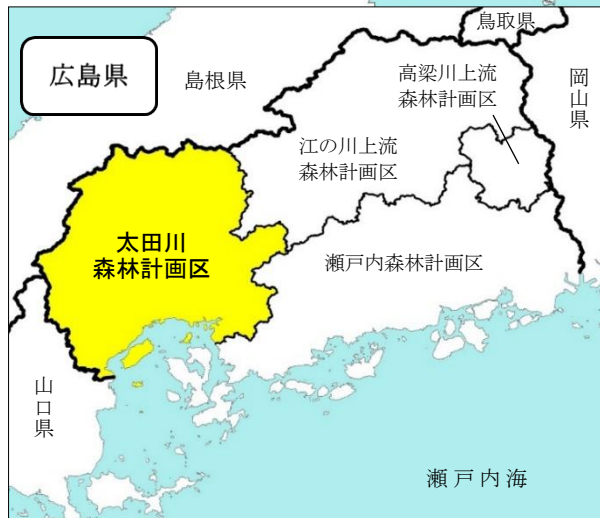 鳥取県
広島県
島根県
高梁川上流
森林計画区
岡山県
江の川上流
森林計画区
太田川
森林計画区
瀬戸内森林計画区
山口県
瀬戸内海